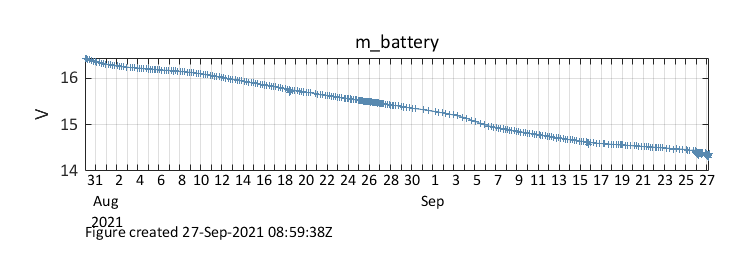 m_battery
16
15
14
V
31 2 4 6 8 10 12 14 16 18 20 22 24 26 28 30 1 3 5 7 9 11 13 15 17 19 21 23 25 27
Aug Sep
2021
Figure created 27-Sep-2021 08:59:38Z